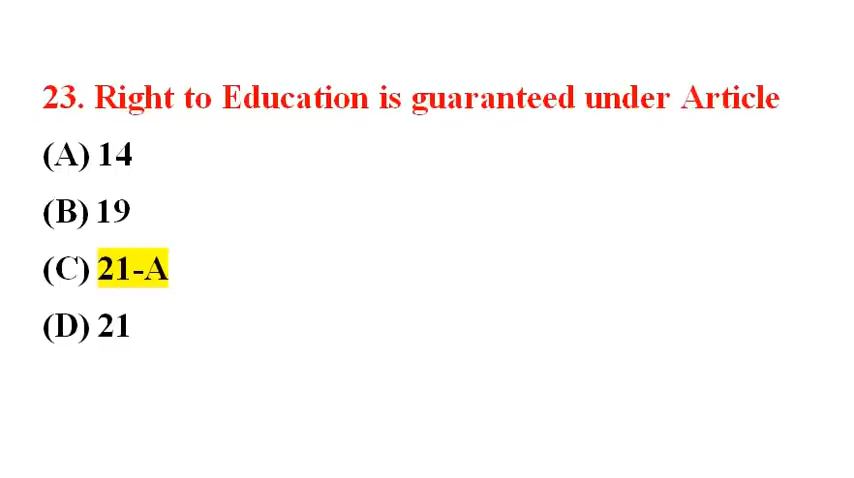 23. Right to Education is guaranteed under Article
(A) 14
(B) 19
(C) 21-A
(D) 21